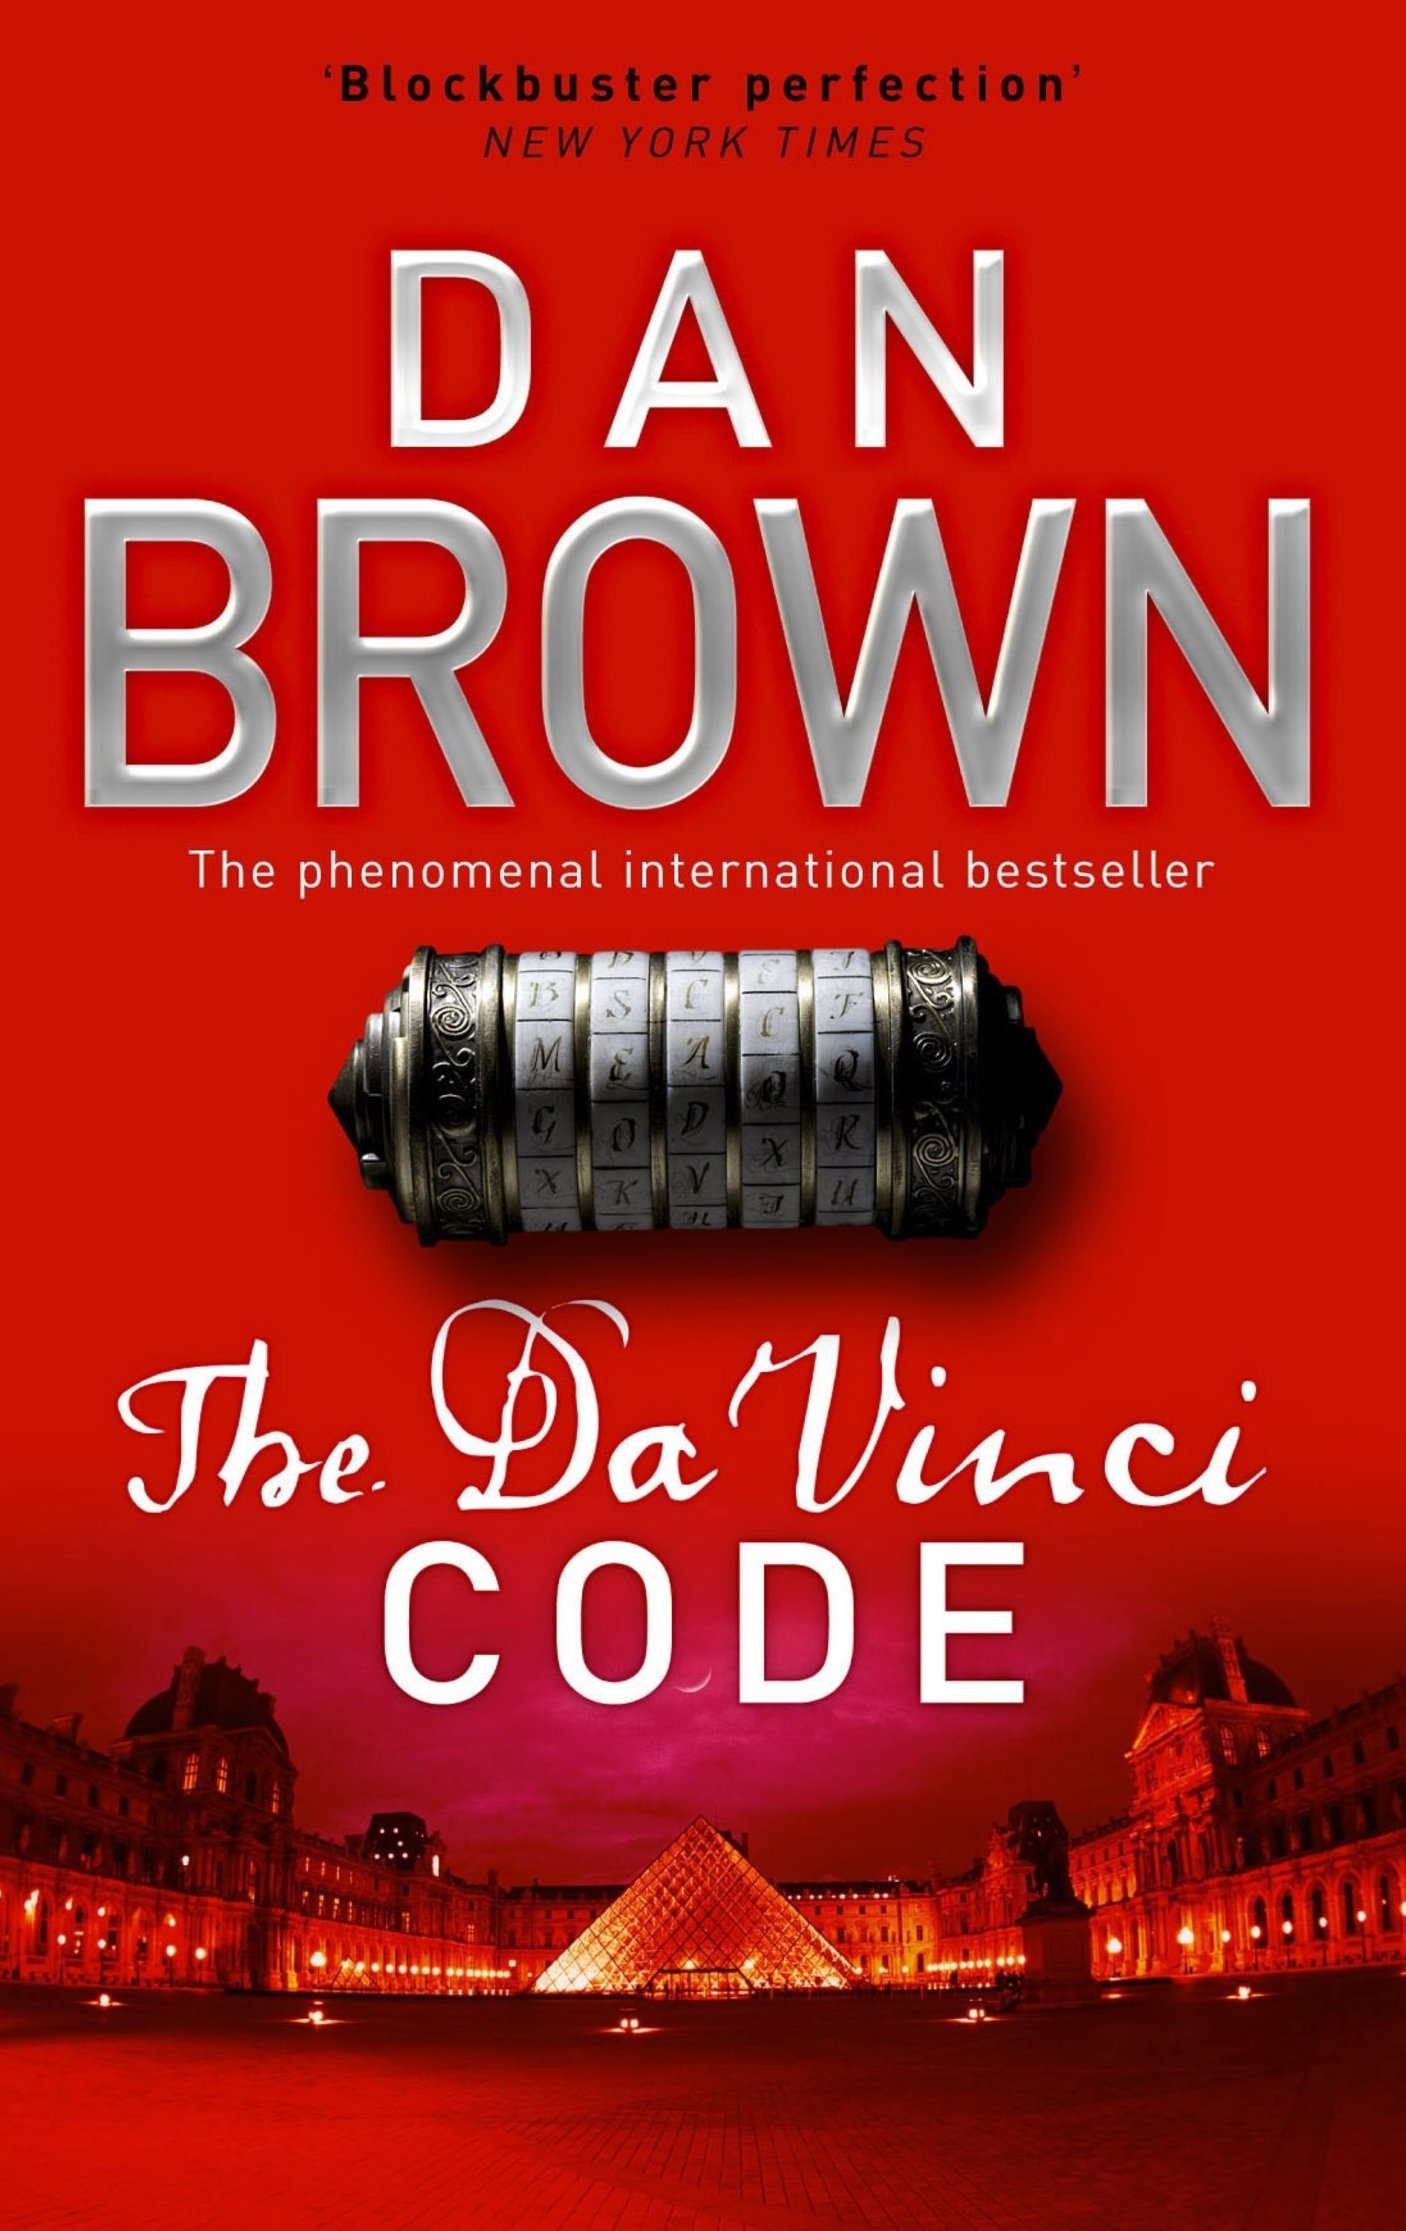 ‘Blockbuster perfection’
NEW YORK TIMES
DAN
BROWN
The phenomenal international bestseller
B S C C F
M E A Q Q
G O D X R
X K V U
The Da Vinci
CODE